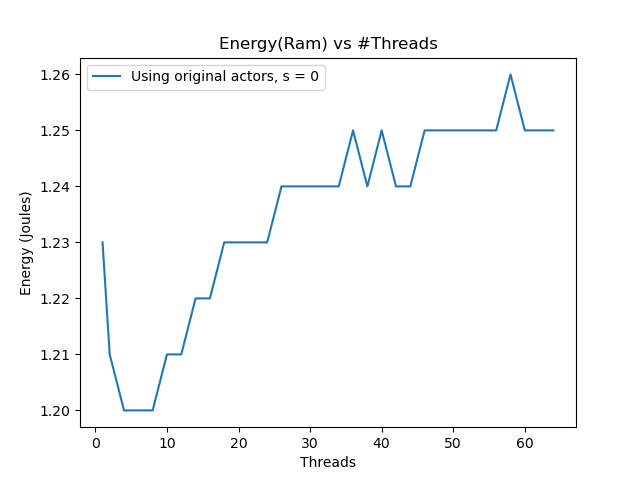 Energy(Ram) vs #Threads
Using original actors, s = 0
Energy (Joules)
1.26
1.25
1.24
1.23
1.22
1.21
1.20
0 10 20 30 40 50 60
Threads